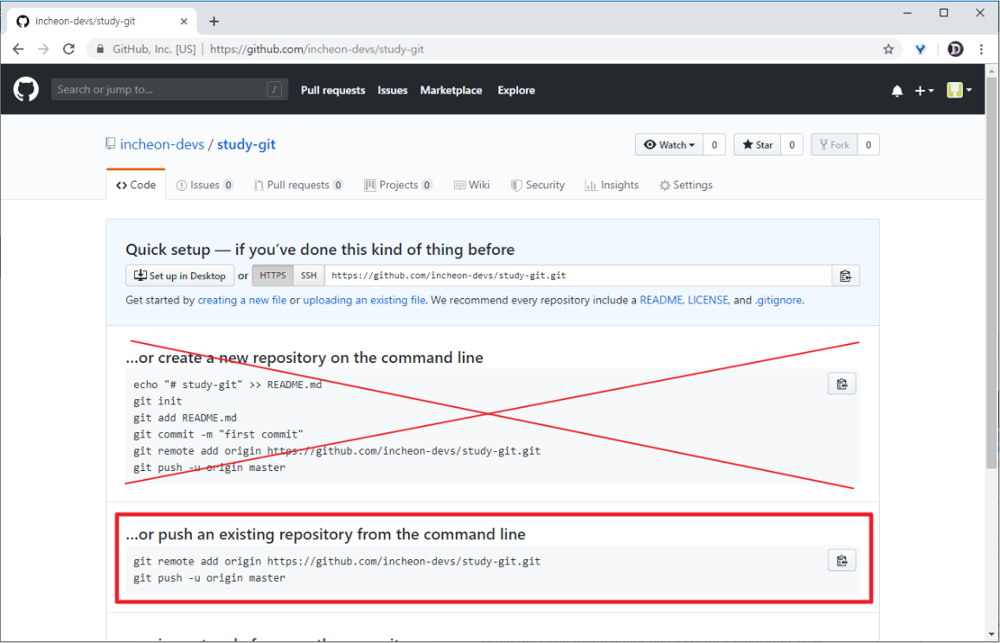 incheon-devs/study-git
GitHub, Inc. [US] | https://github.com/incheon-devs/study-git
Search or jump to... / Pull requests Issues Marketplace Explore
incheon-devs / study-git Watch 0 Star 0 Fork 0
Code Issues 0 Pull requests 0 Projects 0 Wiki Security Insights Settings
Quick setup — if you’ve done this kind of thing before
Set up in Desktop or HTTPS SSH https://github.com/incheon-devs/study-git.git
Get started by creating a new file or uploading an existing file. We recommend every repository include a README, LICENSE, and .gitignore.
…or create a new repository on the command line
echo "# study-git" >> README.md
git init
git add README.md
git commit -m "first commit"
git remote add origin https://github.com/incheon-devs/study-git.git
git push -u origin master
…or push an existing repository from the command line
git remote add origin https://github.com/incheon-devs/study-git.git
git push -u origin master